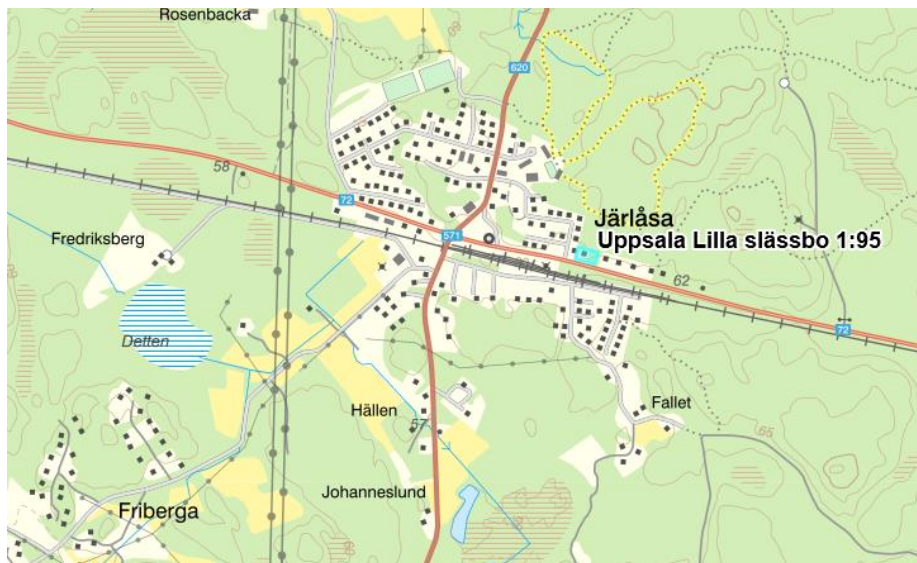 Rosenbacka
60
620
58
72
Järlåsa
Fredriksberg
571
Uppsala Lilla slässbo 1:95
62
72
Detten
Hällen
Fallet
57
65
Johanneslund
Friberga